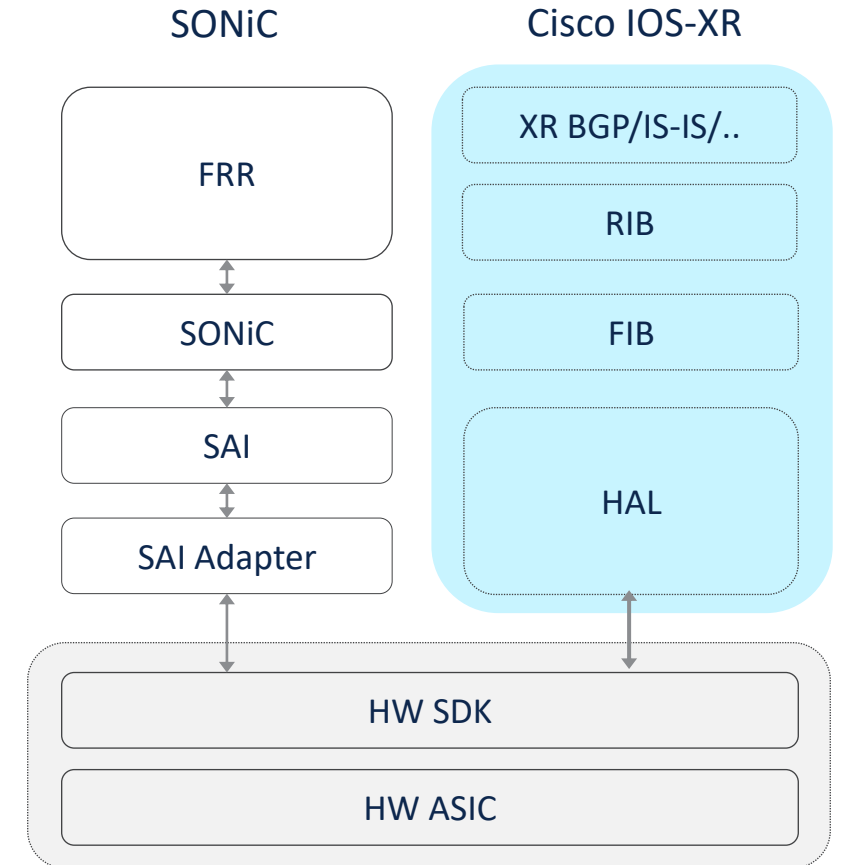 SONiC
FRR
SONiC
SAI
SAI Adapter
Cisco IOS-XR
XR BGP/IS-IS/..
RIB
FIB
HAL
HW SDK
HW ASIC